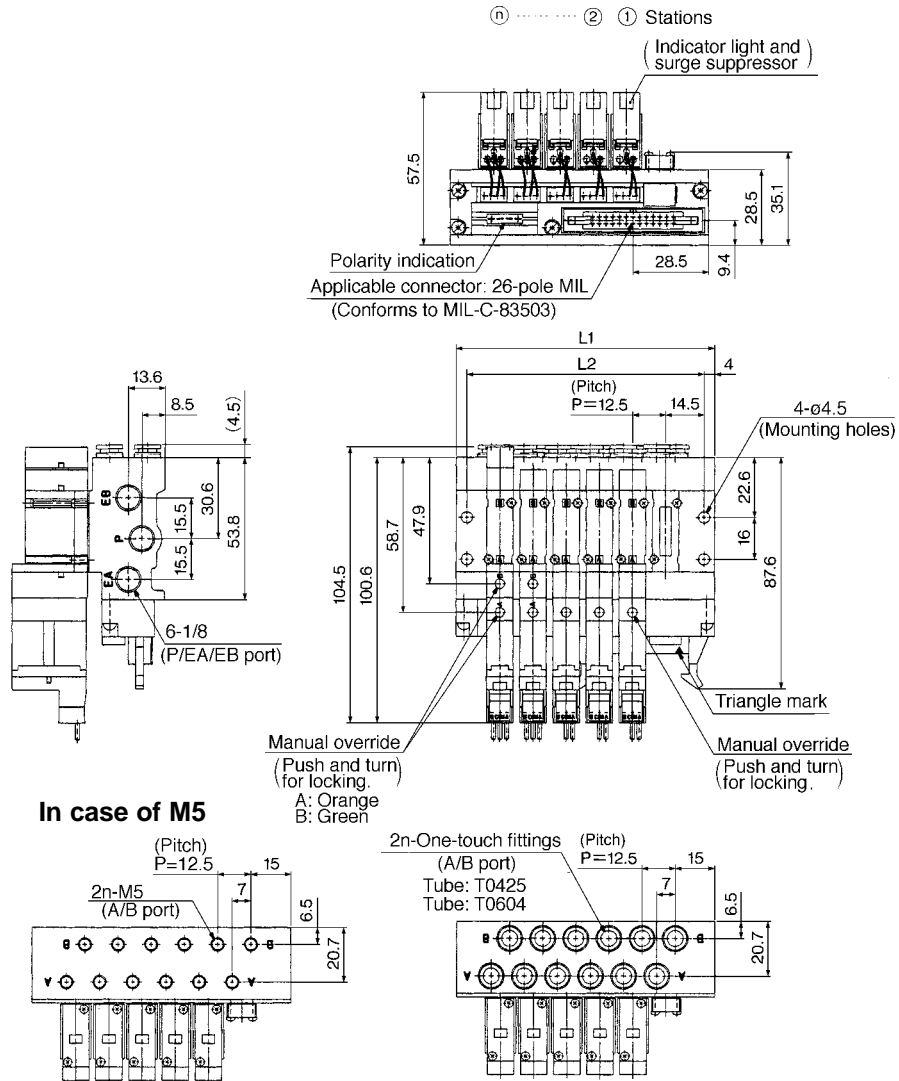 ⓝ ······ ···· ② ① Stations
(Indicator light and
surge suppressor)
57.5
35.1
28.5
9.4
28.5
Polarity indication
Applicable connector: 26-pole MIL
(Conforms to MIL-C-83503)
L1
L2
4
(Pitch)
P=12.5
14.5
4-ø4.5
(Mounting holes)
13.6
8.5
(4.5)
EB
P
EA
15.5
15.5
30.6
53.8
6-1/8
(P/EA/EB port)
104.5
100.6
58.7
47.9
22.6
16
87.6
B
A
Triangle mark
Manual override
(Push and turn
for locking.)
A: Orange
B: Green
Manual override
(Push and turn
for locking.)
In case of M5
(Pitch)
P=12.5
15
7
2n-M5
(A/B port)
6.5
20.7
B
B
A
A
2n-One-touch fittings
(A/B port)
Tube: T0425
Tube: T0604
(Pitch)
P=12.5
15
7
6.5
20.7
B
B
A
A